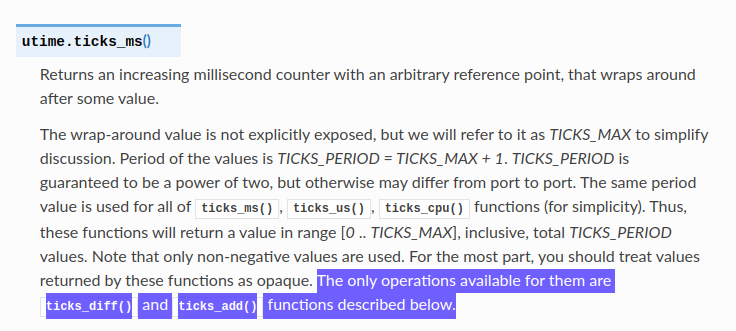 utime.ticks_ms()
Returns an increasing millisecond counter with an arbitrary reference point, that wraps around
after some value.
The wrap-around value is not explicitly exposed, but we will refer to it as TICKS_MAX to simplify
discussion. Period of the values is TICKS_PERIOD = TICKS_MAX + 1. TICKS_PERIOD is
guaranteed to be a power of two, but otherwise may differ from port to port. The same period
value is used for all of ticks_ms(), ticks_us(), ticks_cpu() functions (for simplicity). Thus,
these functions will return a value in range [0 .. TICKS_MAX], inclusive, total TICKS_PERIOD
values. Note that only non-negative values are used. For the most part, you should treat values
returned by these functions as opaque. The only operations available for them are
ticks_diff() and ticks_add() functions described below.